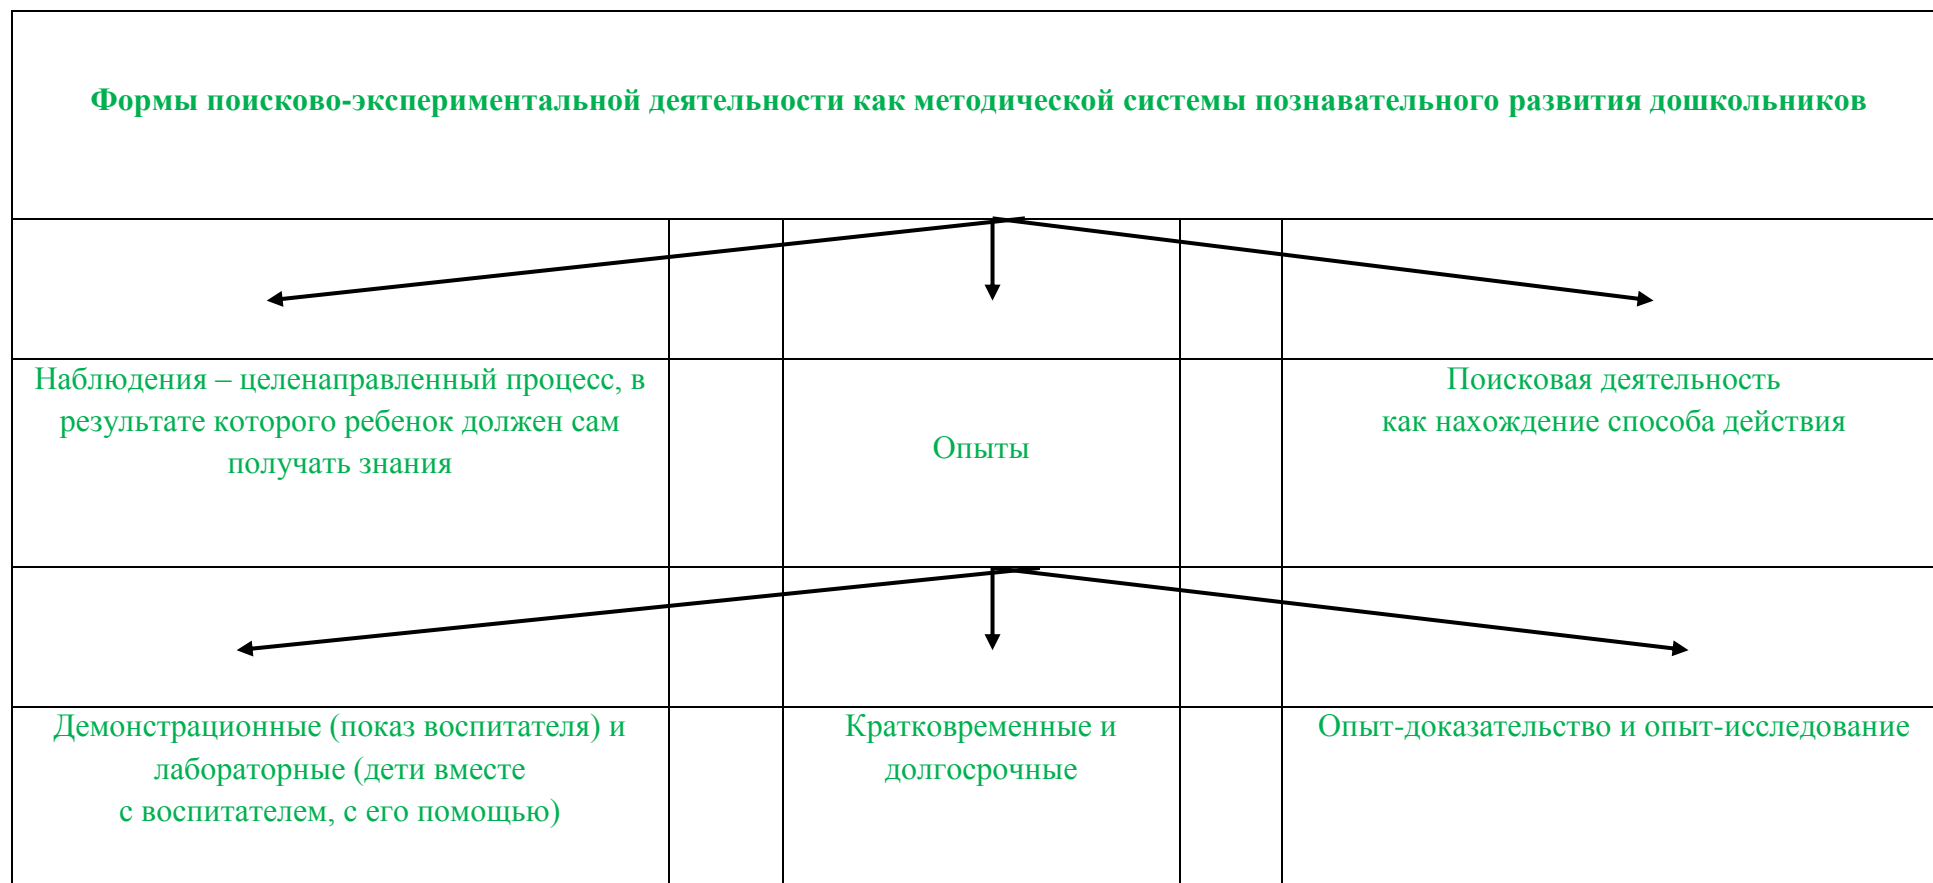 Формы поисково-экспериментальной деятельности как методической системы познавательного развития дошкольников
Наблюдения – целенаправленный процесс, в
результате которого ребенок должен сам
получать знания
Опыты
Поисковая деятельность
как нахождение способа действия
Демонстрационные (показ воспитателя) и
лабораторные (дети вместе
с воспитателем, с его помощью)
Кратковременные и
долгосрочные
Опыт-доказательство и опыт-исследование